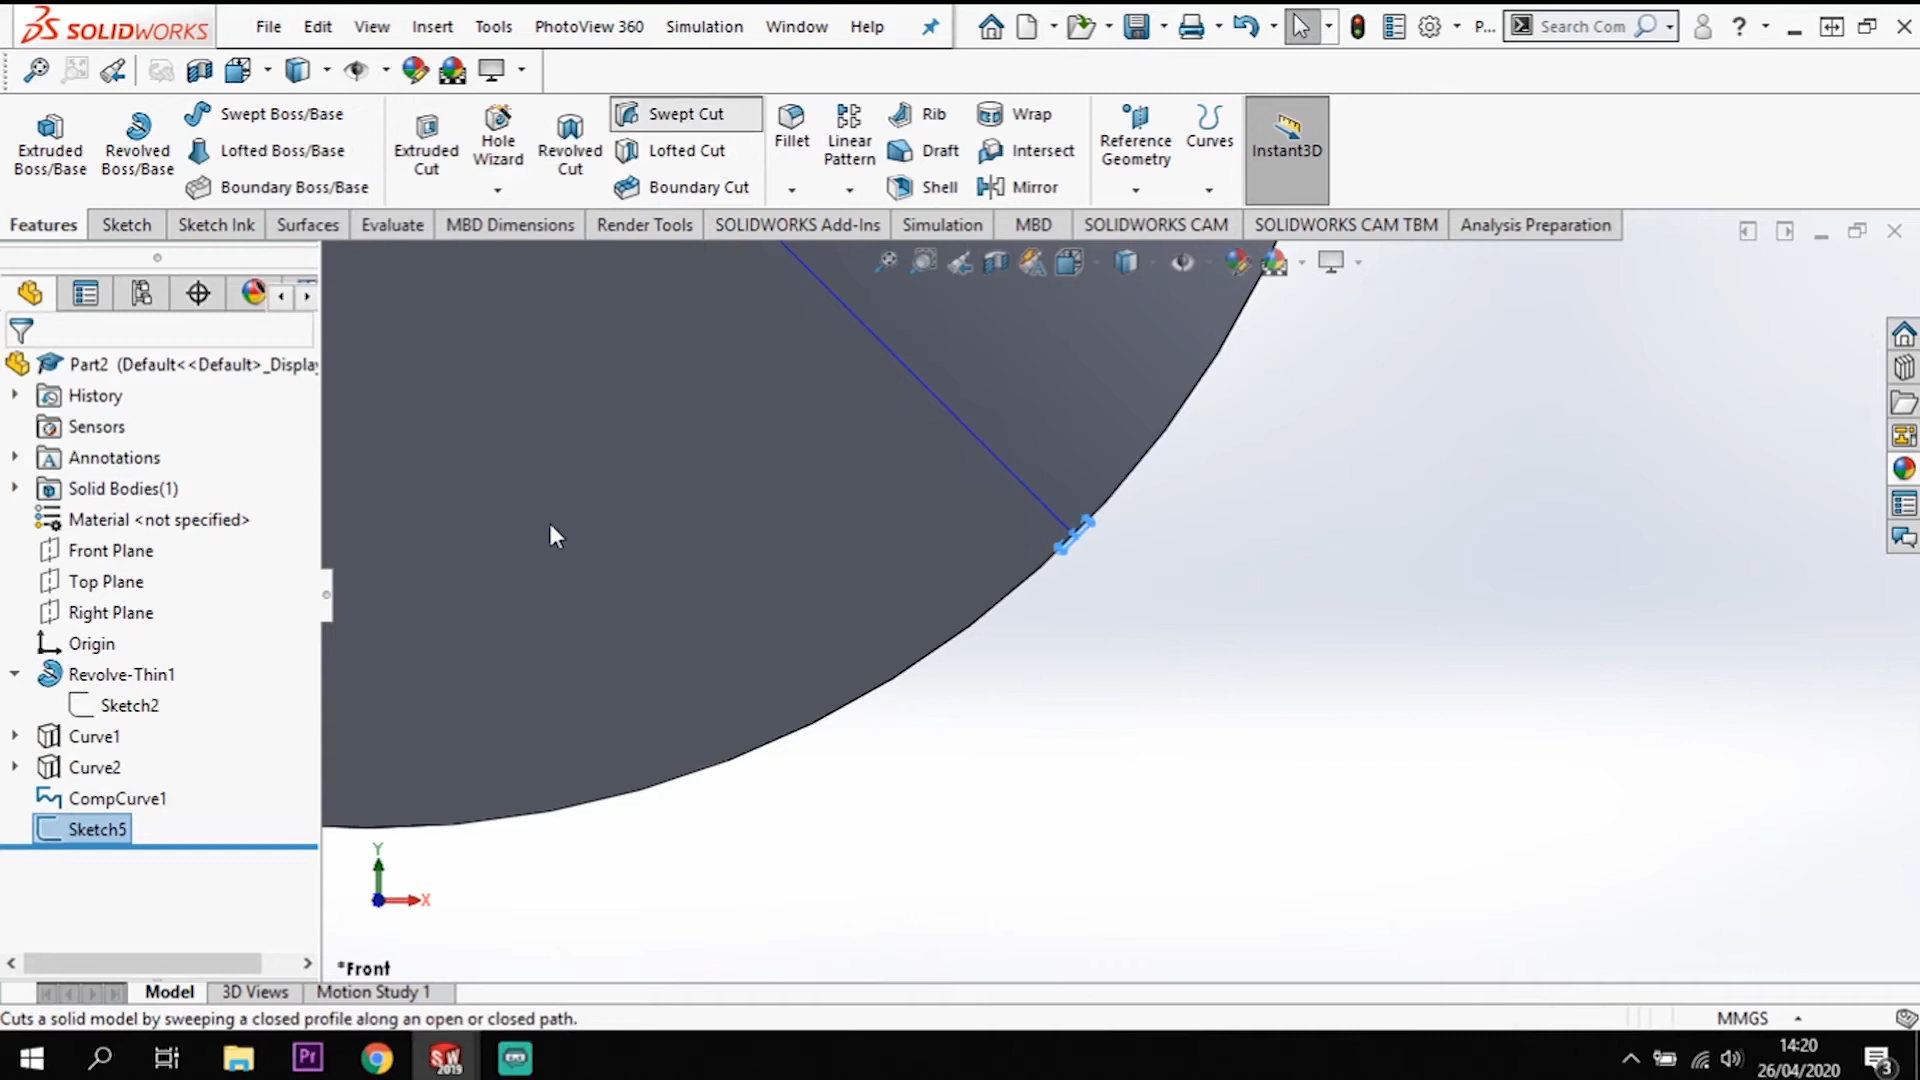 SOLIDWORKS File Edit View Insert Tools PhotoView 360 Simulation Window Help P... Search Com ?
Extruded Boss/Base
Revolved Boss/Base
Swept Boss/Base
Lofted Boss/Base
Boundary Boss/Base
Extruded Cut
Hole Wizard
Revolved Cut
Swept Cut
Lofted Cut
Boundary Cut
Fillet
Linear Pattern
Rib
Draft
Shell
Wrap
Intersect
Mirror
Reference Geometry
Curves
Instant3D
Features Sketch Sketch Ink Surfaces Evaluate MBD Dimensions Render Tools SOLIDWORKS Add-Ins Simulation MBD SOLIDWORKS CAM SOLIDWORKS CAM TBM Analysis Preparation
Part2 (Default<<Default>_Display
History
Sensors
Annotations
Solid Bodies(1)
Material <not specified>
Front Plane
Top Plane
Right Plane
Origin
Revolve-Thin1
Sketch2
Curve1
Curve2
CompCurve1
Sketch5
Y
X
*Front
Model 3D Views Motion Study 1
Cuts a solid model by sweeping a closed profile along an open or closed path. MMGS
Pr
SW
2019
14:20
26/04/2020
3